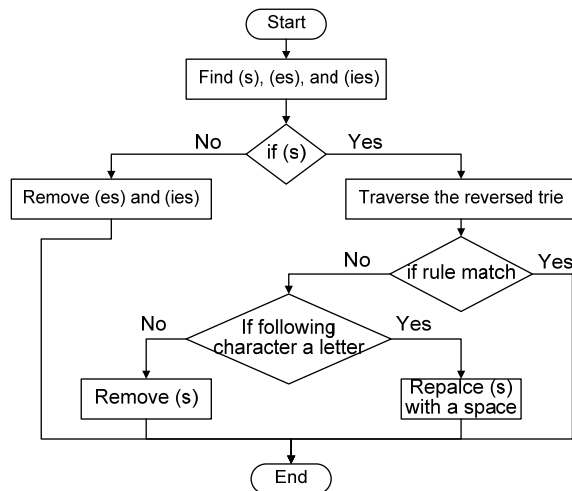 Start
Find (s), (es), and (ies)
No
Yes
if (s)
Remove (es) and (ies)
Traverse the reversed trie
No
Yes
if rule match
No
Yes
If following
character a letter
Remove (s)
Repalce (s)
with a space
End